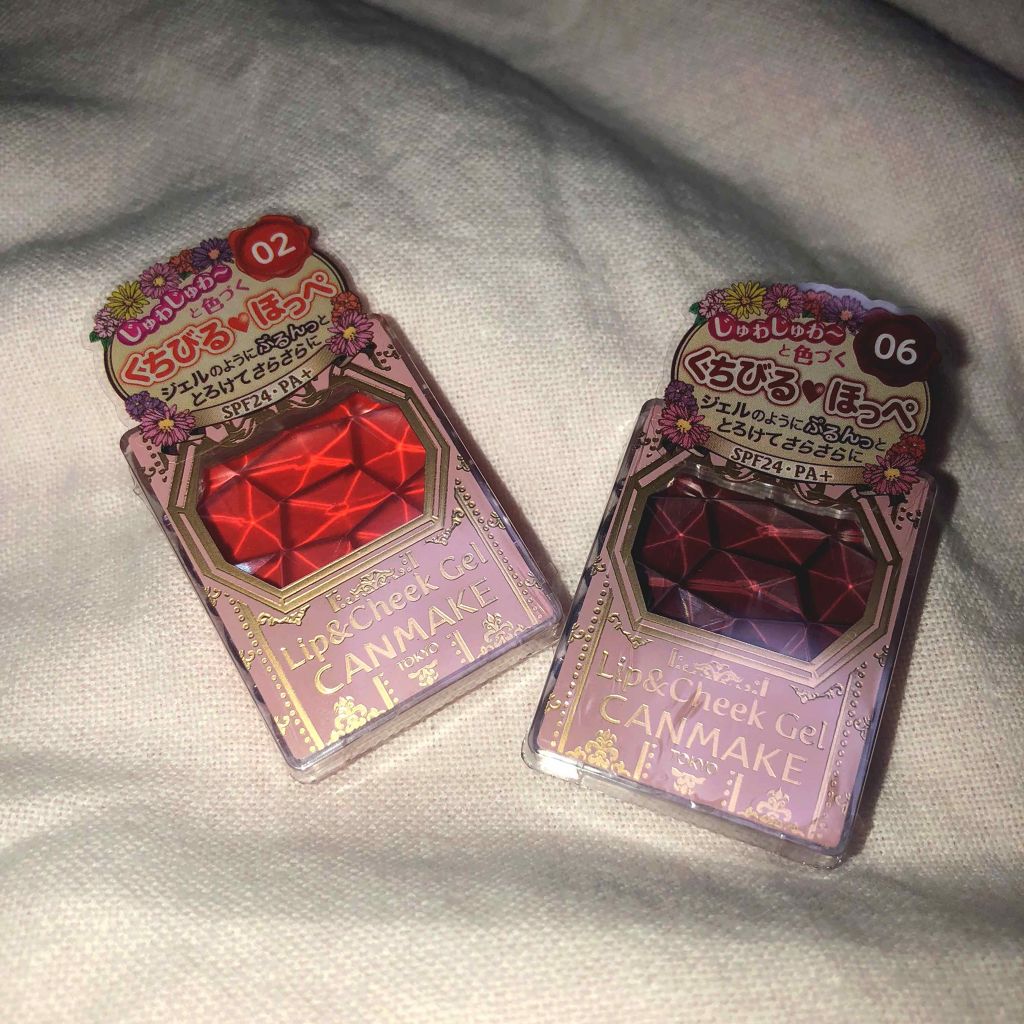 02
じゅわじゅわ〜
と色づく
くちびる♥ほっぺ
ジェルのようにぷるんっと
とろけてさらさらに
SPF24・PA+
Lip&Cheek Gel
CANMAKE
TOKYO
06
じゅわじゅわ〜
と色づく
くちびる♥ほっぺ
ジェルのようにぷるんっと
とろけてさらさらに
SPF24・PA+
Lip&Cheek Gel
CANMAKE
TOKYO